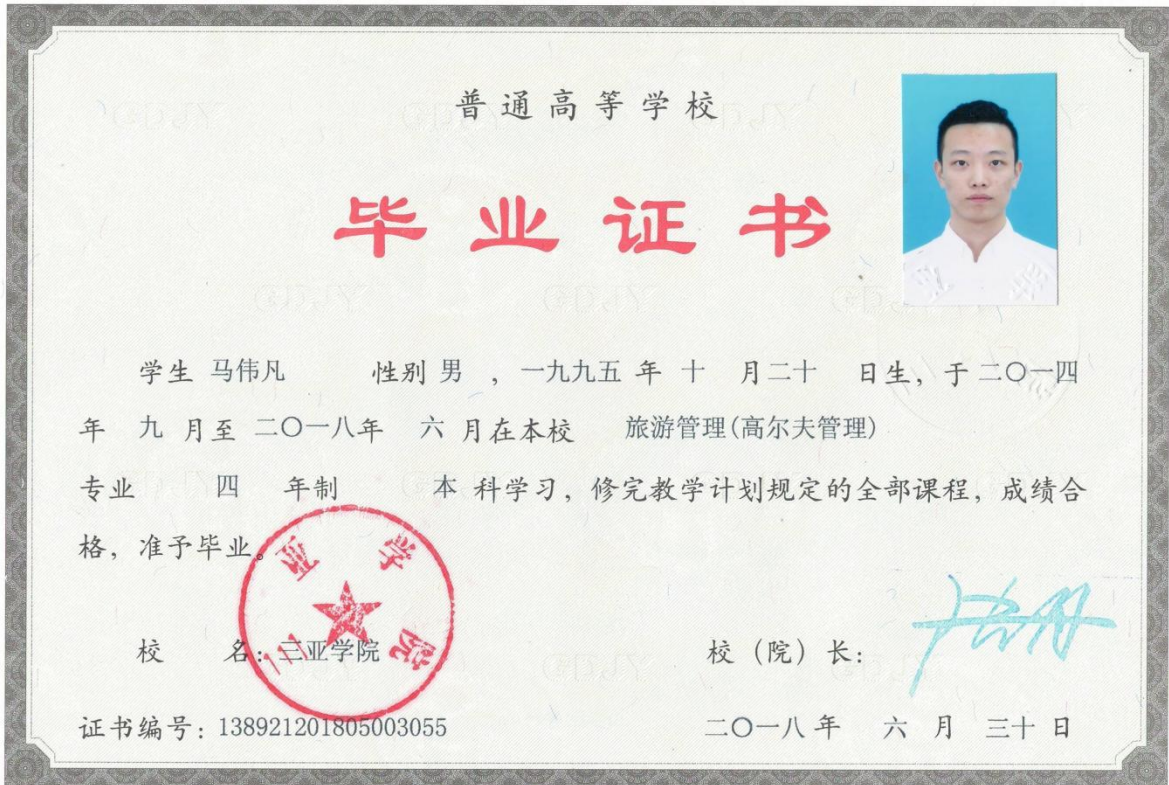 普通高等学校
毕业证书
学生 马伟凡 性别 男 ，一九九五 年 十 月二十 日生，于 二〇一四
年 九 月至 二〇一八年 六 月在本校 旅游管理(高尔夫管理)
专业 四 年制 本 科学习，修完教学计划规定的全部课程，成绩合
格，准予毕业。
三亚学院
校 名：三亚学院 校（院）长：
证书编号：138921201805003055 二〇一八 年 六 月 三十 日